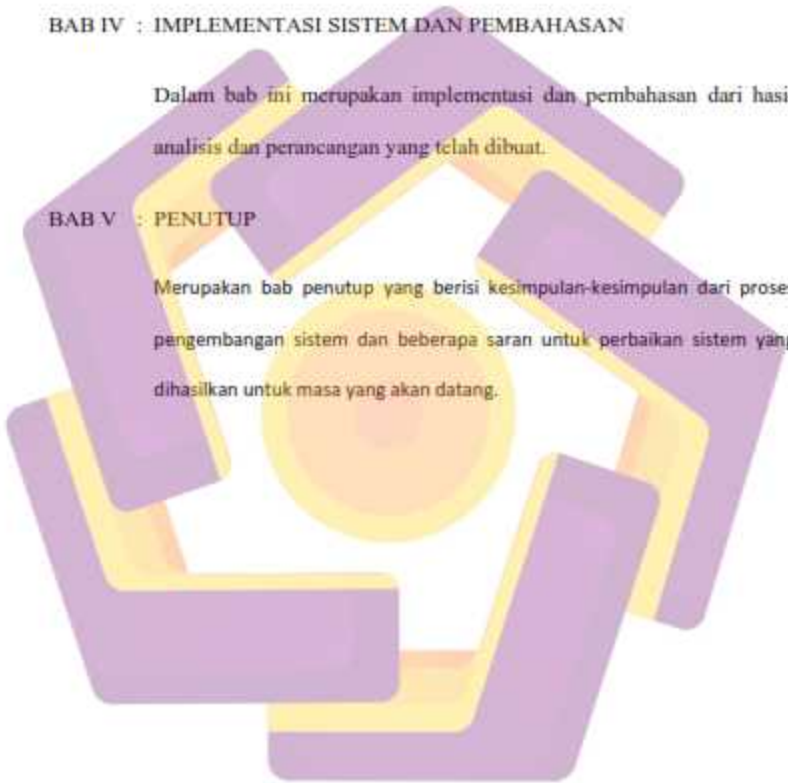 BAB IV : IMPLEMENTASI SISTEM DAN PEMBAHASAN
Dalam bab ini merupakan implementasi dan pembahasan dari hasi
analisis dan perancangan yang telah dibuat.
BAB V : PENUTUP
Merupakan bab penutup yang berisi kesimpulan-kesimpulan dari prose
pengembangan sistem dan beberapa saran untuk perbaikan sistem yang
dihasilkan untuk masa yang akan datang.